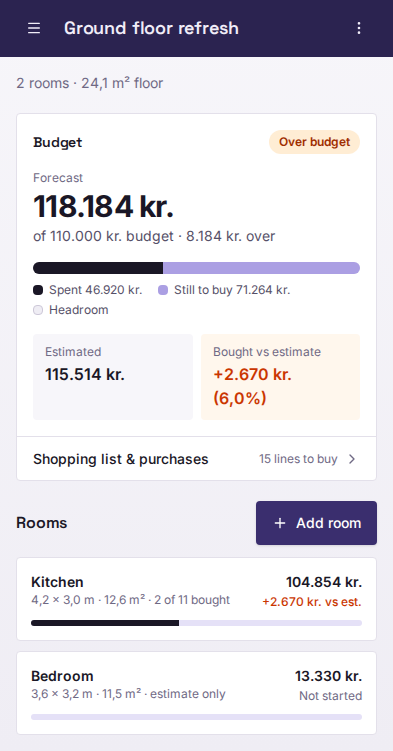 Ground floor refresh
2 rooms · 24,1 m² floor
Budget
Over budget
Forecast
118.184 kr.
of 110.000 kr. budget · 8.184 kr. over
Spent 46.920 kr.
Still to buy 71.264 kr.
Headroom
Estimated
115.514 kr.
Bought vs estimate
+2.670 kr.
(6,0%)
Shopping list & purchases
15 lines to buy
Rooms
+ Add room
Kitchen
104.854 kr.
4,2 × 3,0 m · 12,6 m² · 2 of 11 bought
+2.670 kr. vs est.
Bedroom
13.330 kr.
3,6 × 3,2 m · 11,5 m² · estimate only
Not started